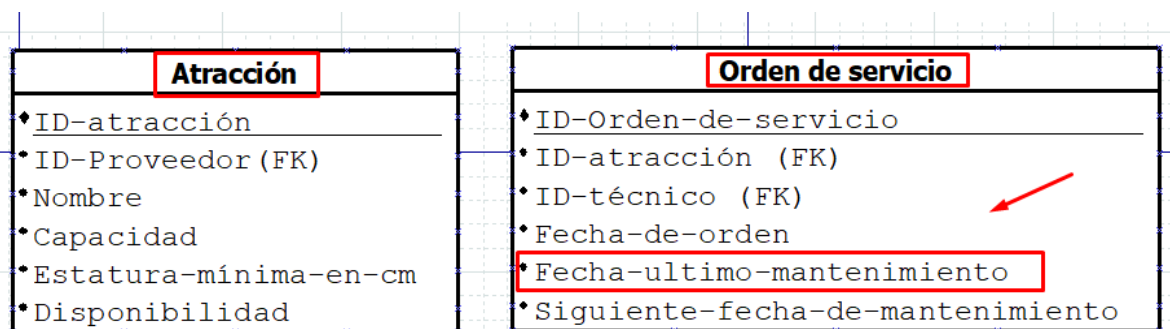 Atracción
ID-atracción
ID-Proveedor(FK)
Nombre
Capacidad
Estatura-mínima-en-cm
Disponibilidad
Orden de servicio
ID-Orden-de-servicio
ID-atracción (FK)
ID-técnico (FK)
Fecha-de-orden
Fecha-ultimo-mantenimiento
Siguiente-fecha-de-mantenimiento